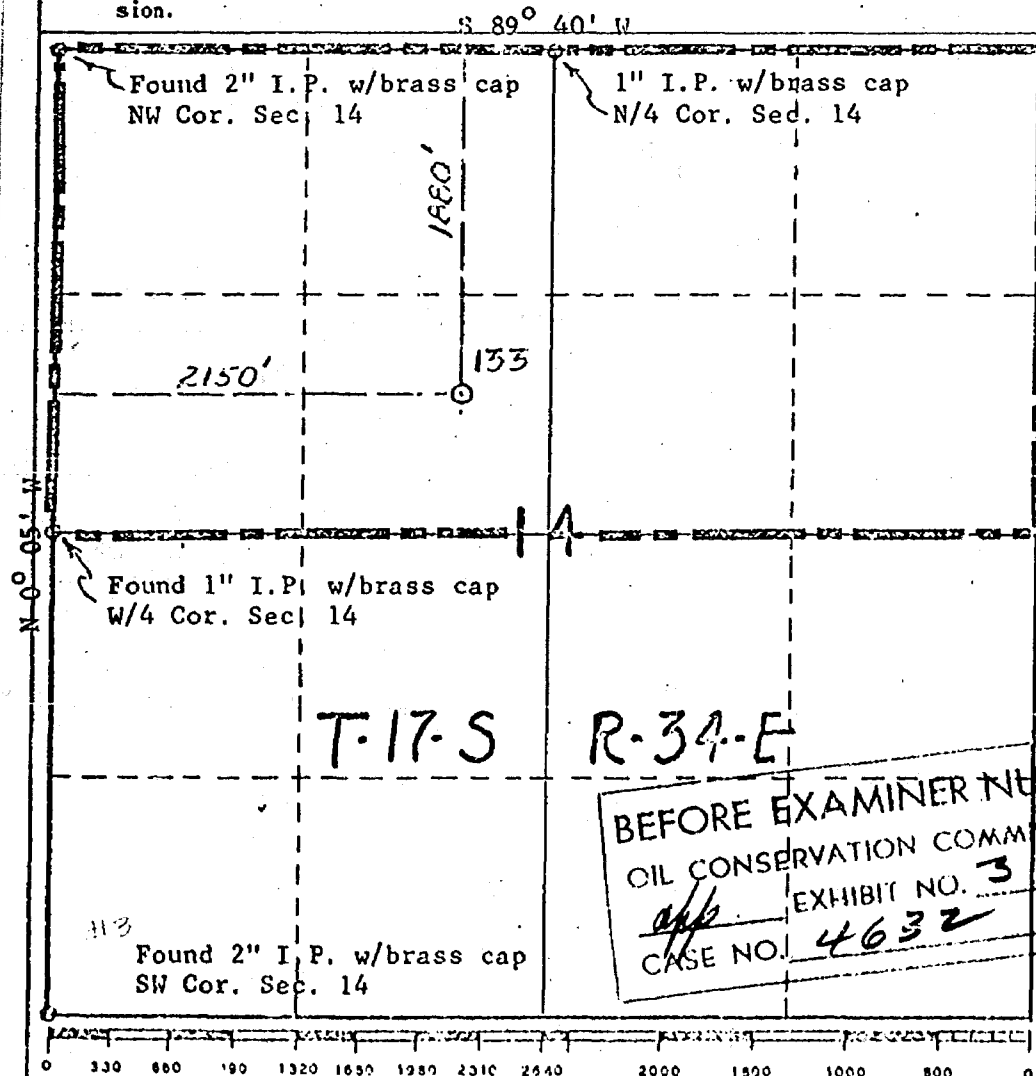 sion.
S 89° 40' W
Found 2" I.P. w/brass cap
NW Cor. Sec. 14
1" I.P. w/brass cap
N/4 Cor. Sec. 14
2150'
133
N 0° 05' W
14
Found 1" I.P. w/brass cap
W/4 Cor. Sec. 14
T-17-S R-34-E
BEFORE EXAMINER
OIL CONSERVATION COMM
app EXHIBIT NO. 3
CASE NO. 4632
Found 2" I.P. w/brass cap
SW Cor. Sec. 14
0 330 660 990 1320 1650 1980 2310 2640 2000 1500 1000 500 0